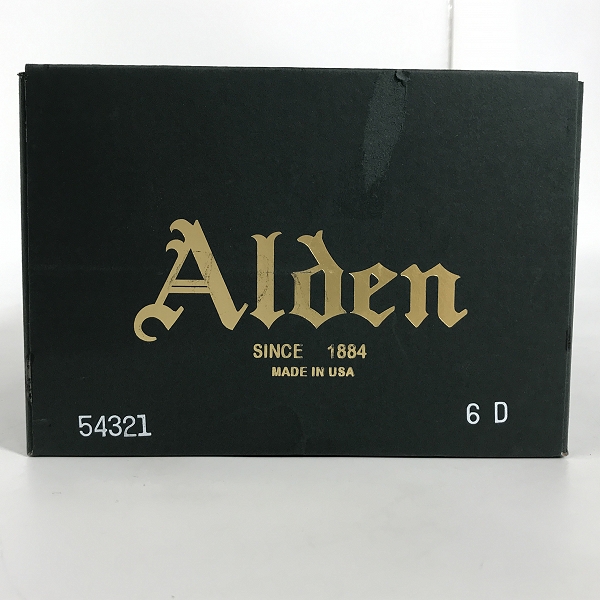 Alden
SINCE 1884
MADE IN USA
54321 6 D